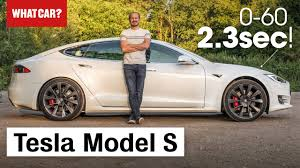 WHAT CAR?
0-60
2.3sec!
Tesla Model S